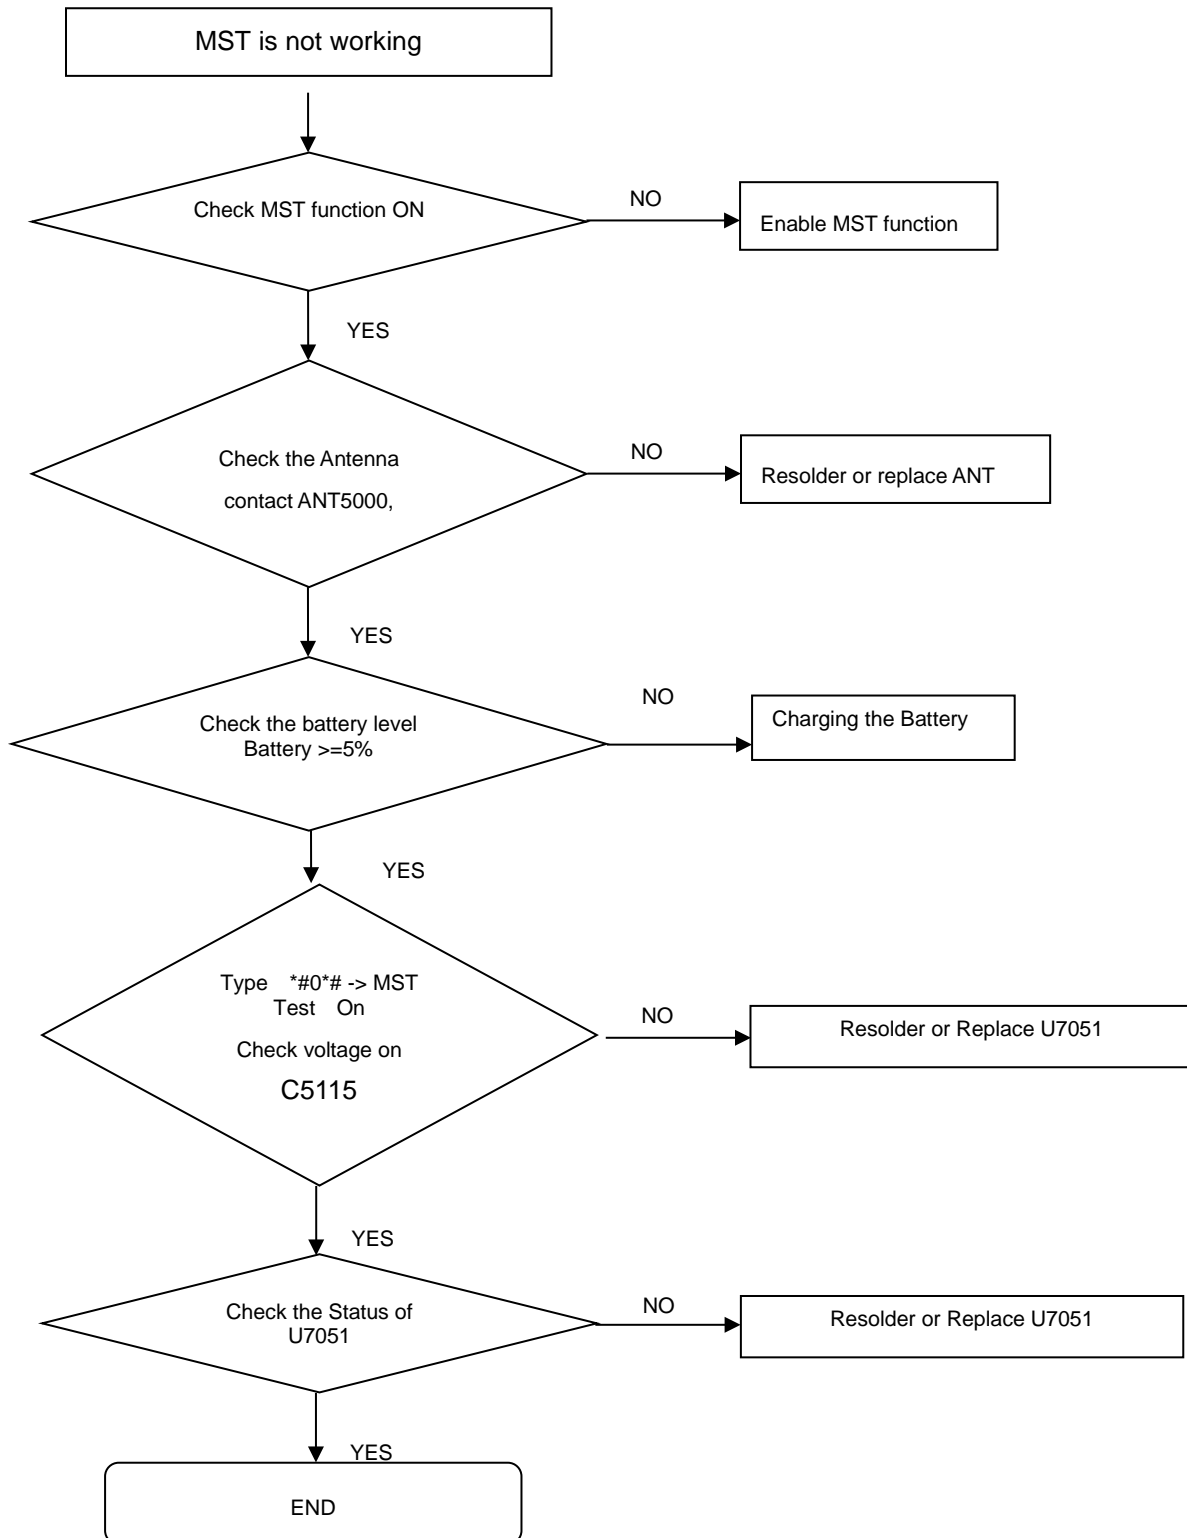 MST is not working
Check MST function ON
NO
Enable MST function
YES
Check the Antenna
contact ANT5000,
NO
Resolder or replace ANT
YES
Check the battery level
Battery >=5%
NO
Charging the Battery
YES
Type *#0*# -> MST
Test On
Check voltage on
C5115
NO
Resolder or Replace U7051
YES
Check the Status of
U7051
NO
Resolder or Replace U7051
YES
END